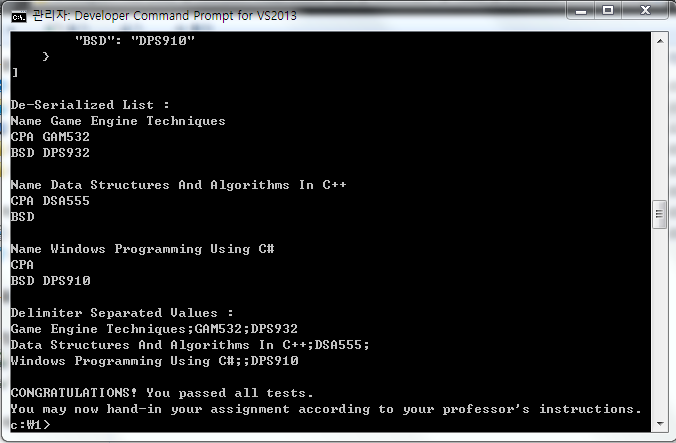 관리자: Developer Command Prompt for VS2013
"BSD": "DPS910"
}
]
De-Serialized List :
Name Game Engine Techniques
CPA GAM532
BSD DPS932
Name Data Structures And Algorithms In C++
CPA DSA555
BSD
Name Windows Programming Using C#
CPA
BSD DPS910
Delimiter Separated Values :
Game Engine Techniques;GAM532;DPS932
Data Structures And Algorithms In C++;DSA555;
Windows Programming Using C#;;DPS910
CONGRATULATIONS! You passed all tests.
You may now hand-in your assignment according to your professor's instructions.
c:₩1>